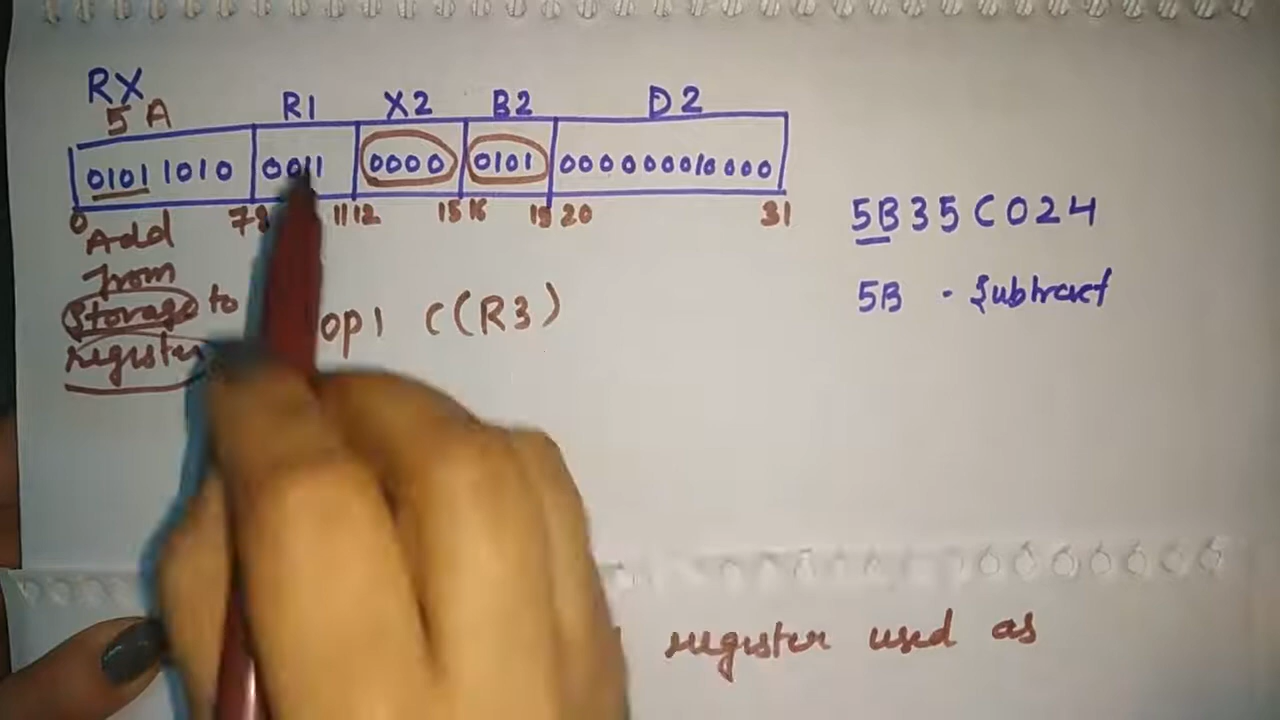 RX
5A R1 X2 B2 D2
0101 1010 0011 0000 0101 000000010000
0 7 8 11 12 15 16 19 20 31
Add
from
storage to
register
op1 C(R3)
5B35C024
5B - Subtract
register used as